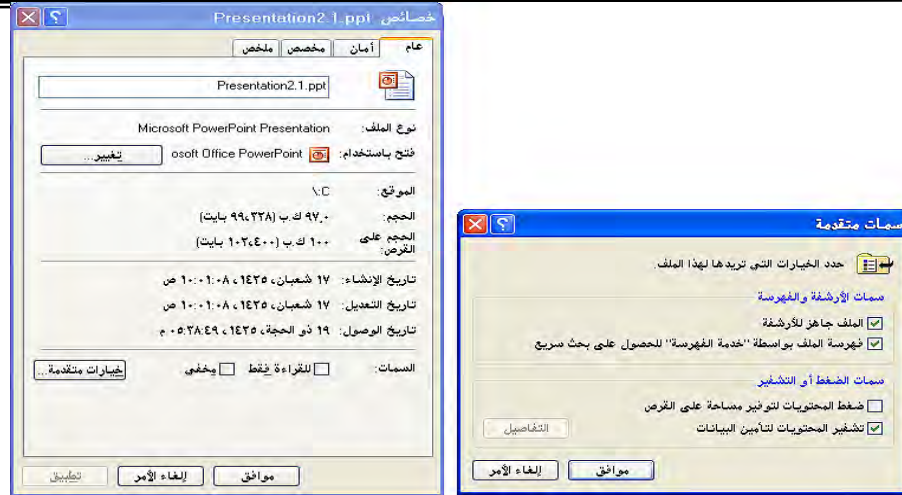 خصائص Presentation2.1.ppt
عام أمان مخصص ملخص
Presentation2.1.ppt
نوع الملف: Microsoft PowerPoint Presentation
فتح باستخدام: osoft Office PowerPoint تغيير...
الموقع: C:\
الحجم: ٩٧,٠ ك.ب (٩٩،٣٢٨ بايت)
الحجم على القرص: ١٠٠ ك.ب (١٠٢،٤٠٠ بايت)
تاريخ الإنشاء: ١٧ شعبان، ١٤٢٥، ١٠:٠١:٠٨ ص
تاريخ التعديل: ١٧ شعبان، ١٤٢٥، ١٠:٠١:٠٨ ص
تاريخ الوصول: ١٩ ذو الحجة، ١٤٢٥، ٠٥:٣٨:٤٩ م
السمات: للقراءة فقط مخفي خيارات متقدمة...
موافق إلغاء الأمر تطبيق
سمات متقدمة
حدد الخيارات التي تريدها لهذا الملف.
سمات الأرشفة والفهرسة
الملف جاهز للأرشفة
فهرسة الملف بواسطة "خدمة الفهرسة" للحصول على بحث سريع
سمات الضغط أو التشفير
ضغط المحتويات لتوفير مساحة على القرص
تشفير المحتويات لتأمين البيانات التفاصيل
موافق إلغاء الأمر